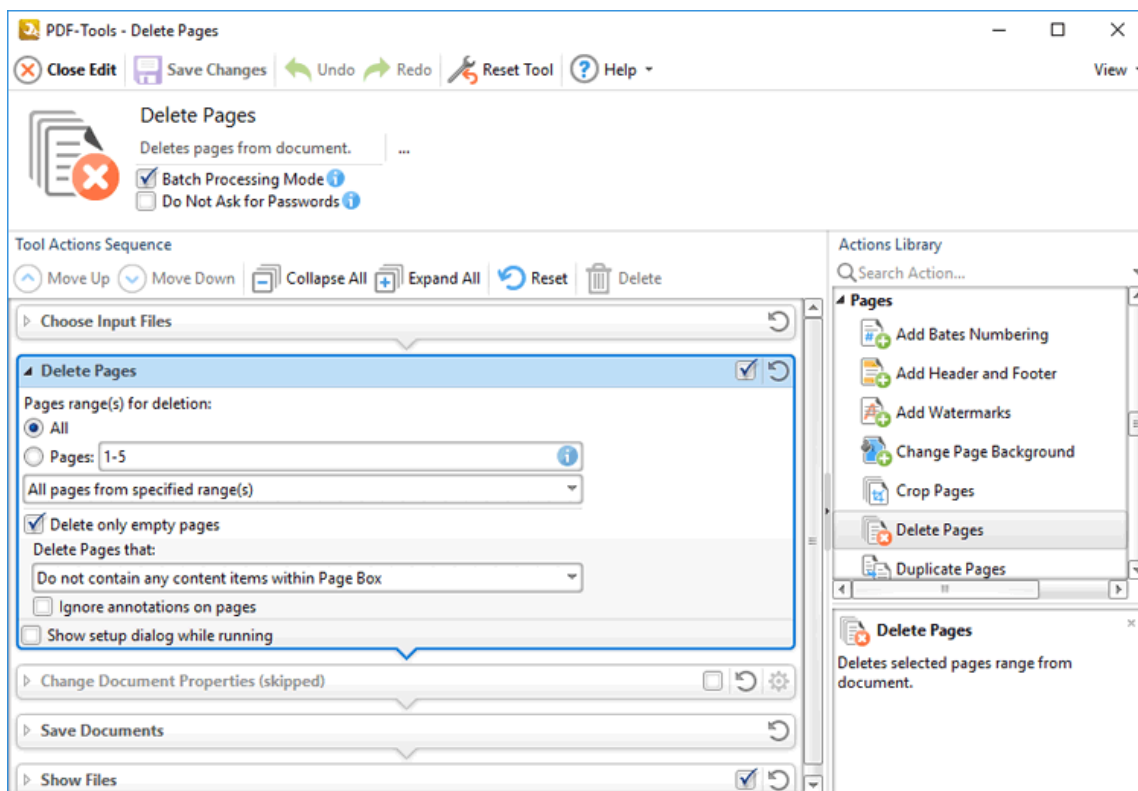 PDF-Tools - Delete Pages
Close Edit Save Changes Undo Redo Reset Tool Help View
Delete Pages
Deletes pages from document. ...
Batch Processing Mode
Do Not Ask for Passwords
Tool Actions Sequence
Move Up Move Down Collapse All Expand All Reset Delete
Choose Input Files
Delete Pages
Pages range(s) for deletion:
All
Pages: 1-5
All pages from specified range(s)
Delete only empty pages
Delete Pages that:
Do not contain any content items within Page Box
Ignore annotations on pages
Show setup dialog while running
Change Document Properties (skipped)
Save Documents
Show Files
Actions Library
Search Action...
Pages
Add Bates Numbering
Add Header and Footer
Add Watermarks
Change Page Background
Crop Pages
Delete Pages
Duplicate Pages
Delete Pages
Deletes selected pages range from
document.